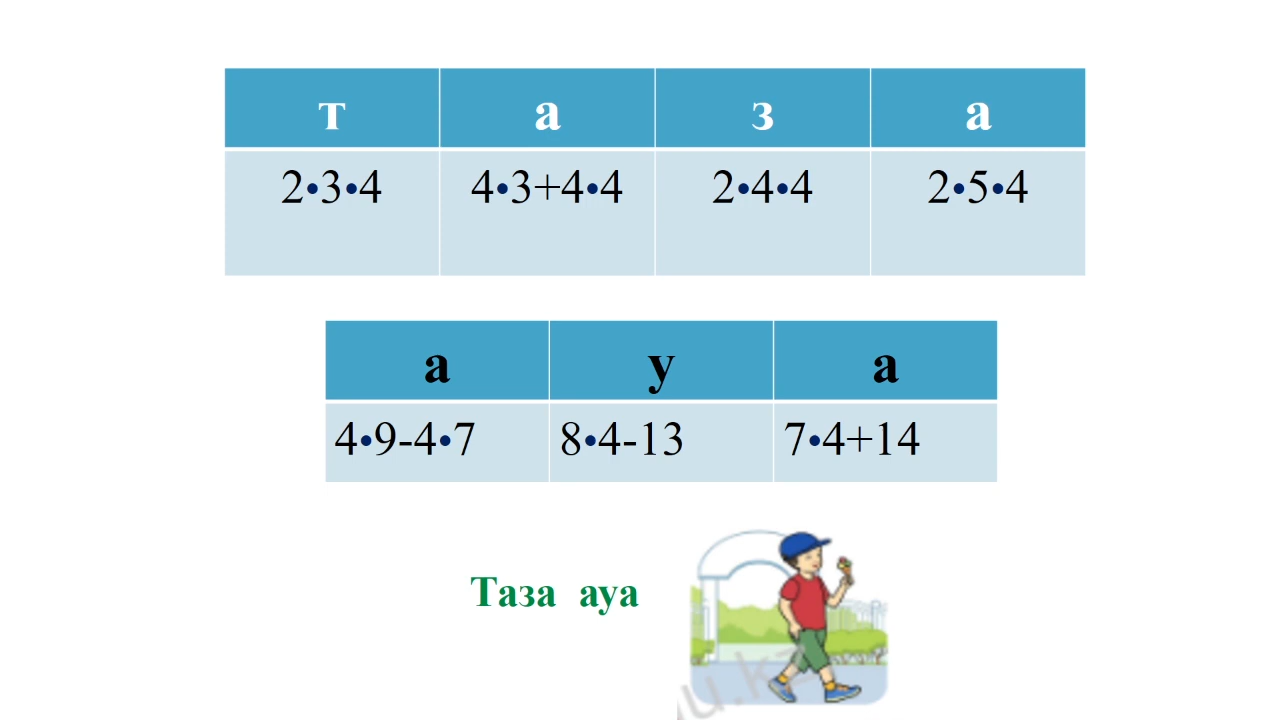 т а з а
2•3•4 4•3+4•4 2•4•4 2•5•4
а у а
4•9-4•7 8•4-13 7•4+14
Таза ауа